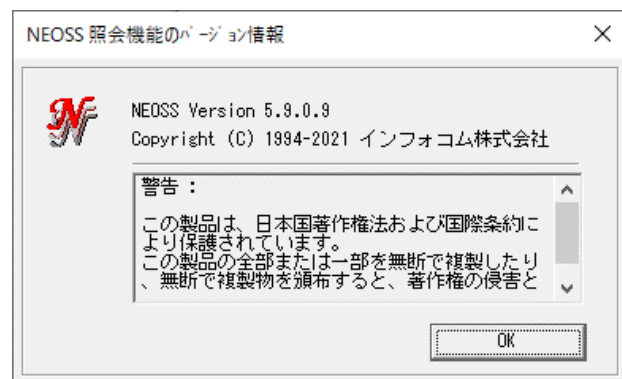 NEOSS 照会機能のﾊﾞｰｼﾞｮﾝ情報
NEOSS Version 5.9.0.9
Copyright (C) 1994-2021 インフォコム株式会社
警告 :
この製品は、日本国著作権法および国際条約に
より保護されています。
この製品の全部または一部を無断で複製したり
、無断で複製物を頒布すると、著作権の侵害と
OK